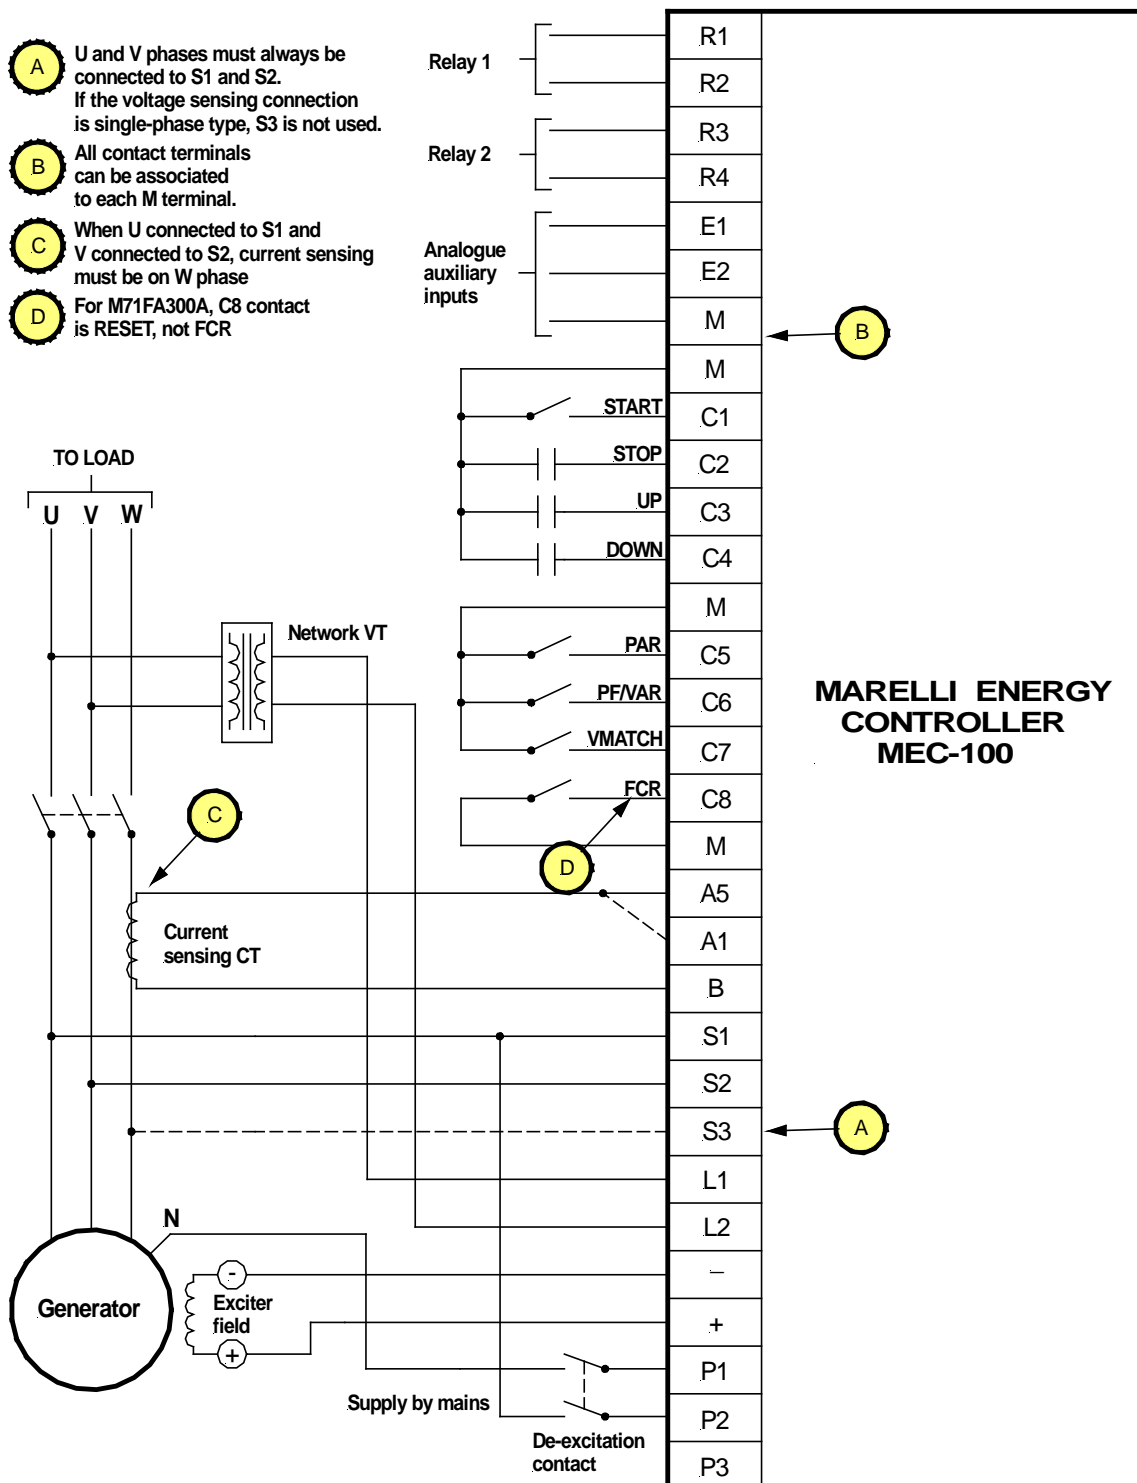 A
U and V phases must always be
connected to S1 and S2.
If the voltage sensing connection
is single-phase type, S3 is not used.
B
All contact terminals
can be associated
to each M terminal.
C
When U connected to S1 and
V connected to S2, current sensing
must be on W phase
D
For M71FA300A, C8 contact
is RESET, not FCR
Relay 1
R1
R2
Relay 2
R3
R4
Analogue
auxiliary
inputs
E1
E2
M
B
M
START
C1
STOP
C2
UP
C3
DOWN
C4
M
PAR
C5
PF/VAR
C6
VMATCH
C7
FCR
C8
D
M
TO LOAD
U V W
Network VT
C
Current
sensing CT
A5
A1
B
S1
S2
S3
A
L1
L2
N
Generator
-
Exciter
field
+
–
+
Supply by mains
De-excitation
contact
P1
P2
P3
MARELLI ENERGY
CONTROLLER
MEC-100